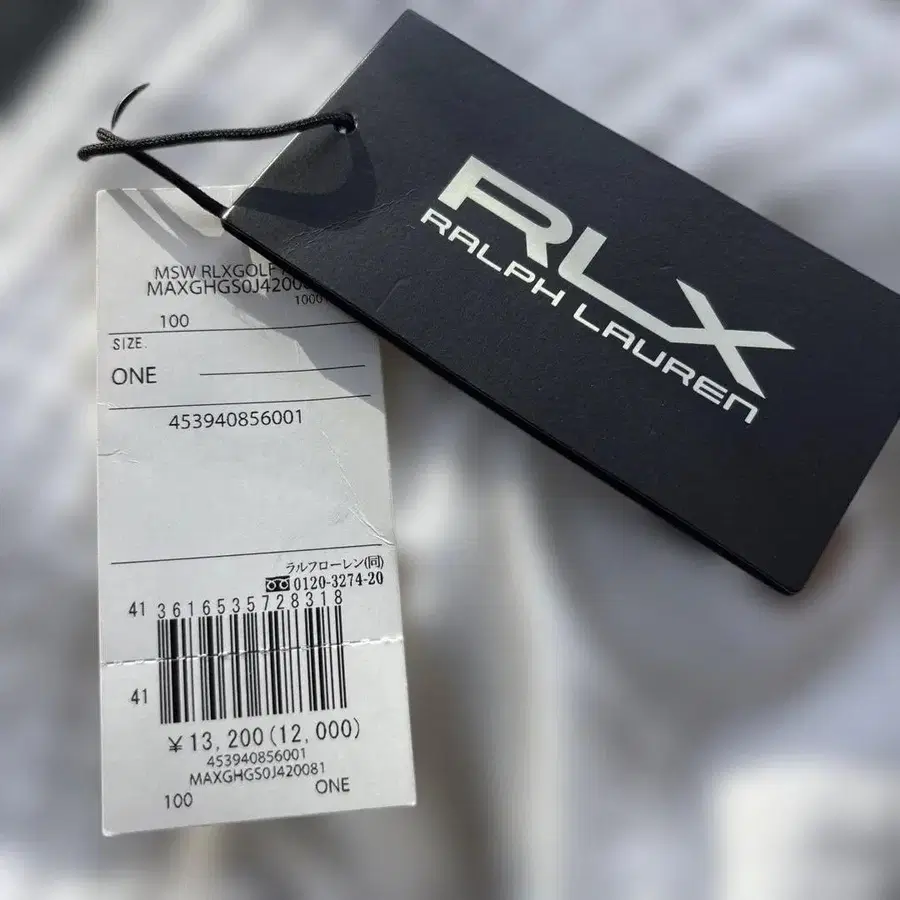 RLX
RALPH LAUREN
MSW RLXGOLF
MAXGHGS0J4200
1000
100
SIZE.
ONE
453940856001
ラルフローレン(同)
0120-3274-20
41 3616535728318
41
¥13,200(12,000)
453940856001
MAXGHGS0J420081
100 ONE